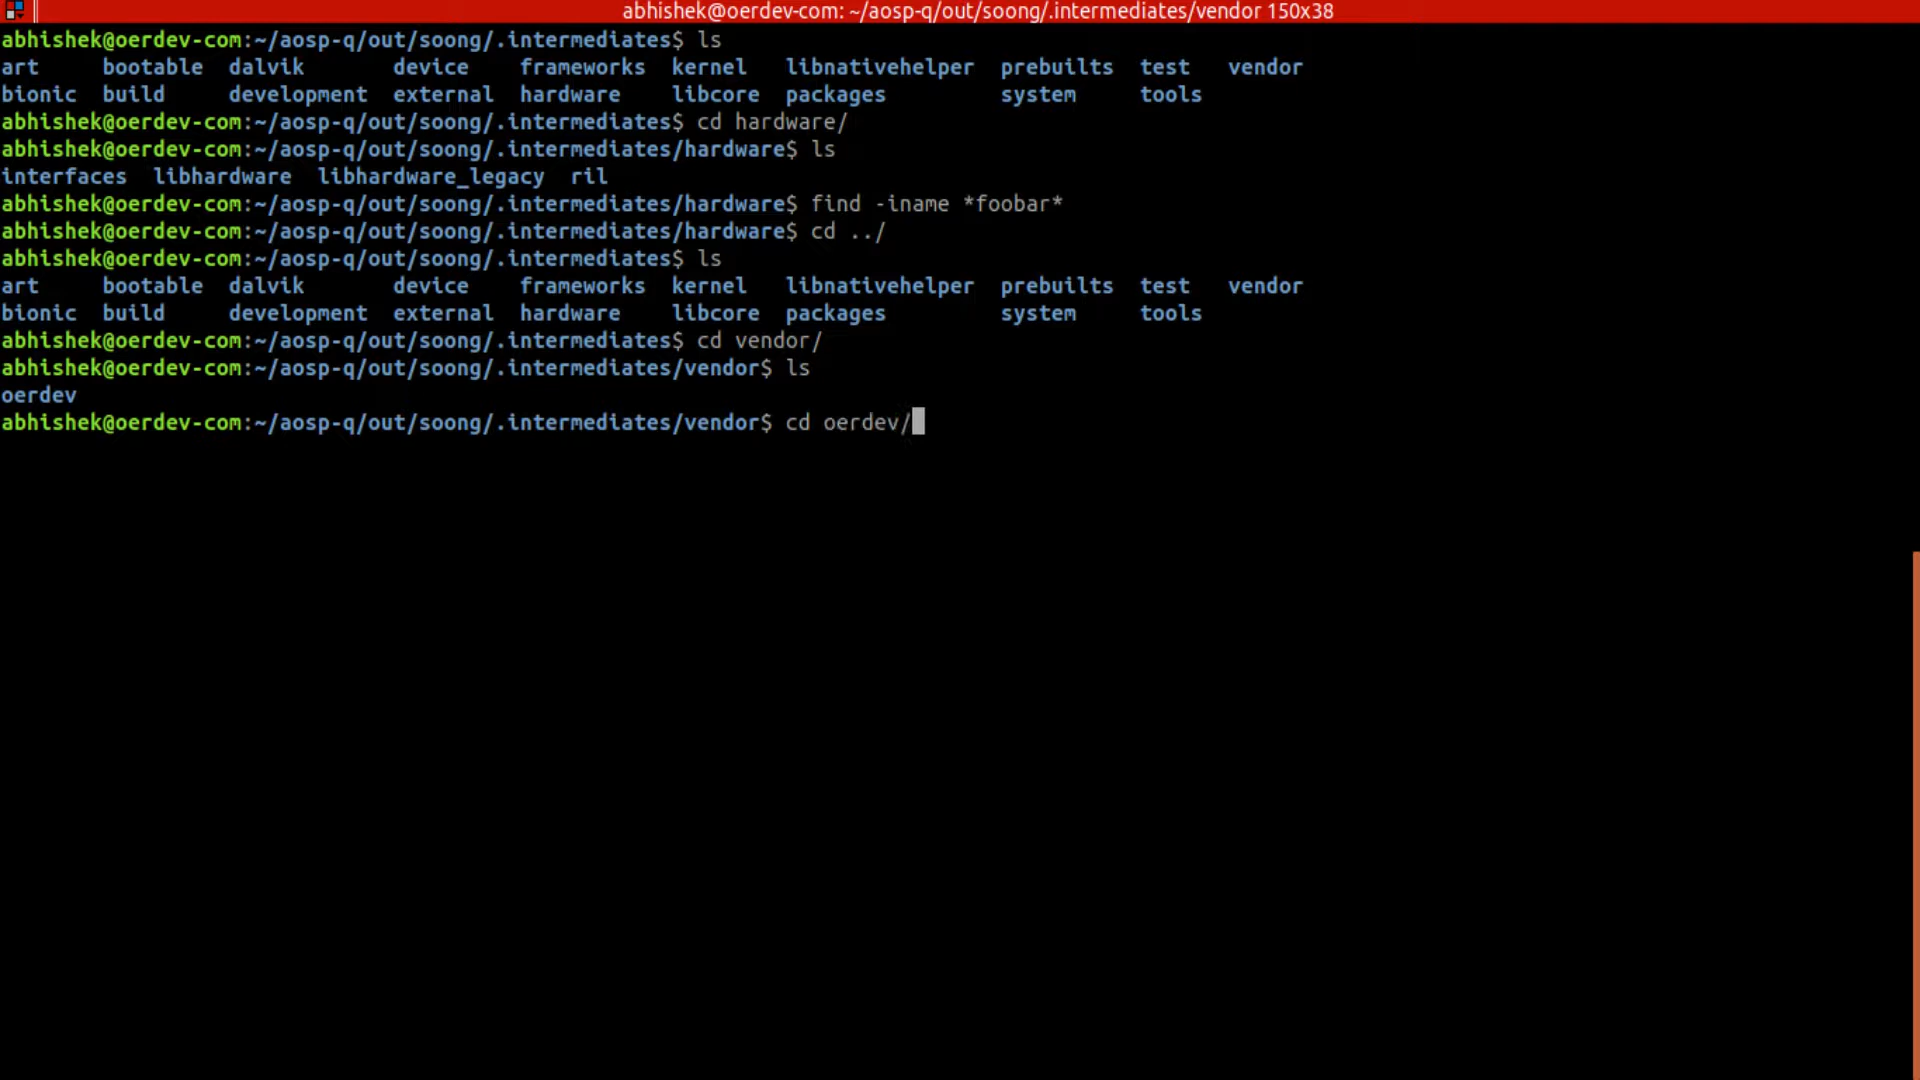 abhishek@oerdev-com: ~/aosp-q/out/soong/.intermediates/vendor 150x38
abhishek@oerdev-com:~/aosp-q/out/soong/.intermediates$ ls
art bootable dalvik device frameworks kernel libnativehelper prebuilts test vendor
bionic build development external hardware libcore packages system tools
abhishek@oerdev-com:~/aosp-q/out/soong/.intermediates$ cd hardware/
abhishek@oerdev-com:~/aosp-q/out/soong/.intermediates/hardware$ ls
interfaces libhardware libhardware_legacy ril
abhishek@oerdev-com:~/aosp-q/out/soong/.intermediates/hardware$ find -iname *foobar*
abhishek@oerdev-com:~/aosp-q/out/soong/.intermediates/hardware$ cd ../
abhishek@oerdev-com:~/aosp-q/out/soong/.intermediates$ ls
art bootable dalvik device frameworks kernel libnativehelper prebuilts test vendor
bionic build development external hardware libcore packages system tools
abhishek@oerdev-com:~/aosp-q/out/soong/.intermediates$ cd vendor/
abhishek@oerdev-com:~/aosp-q/out/soong/.intermediates/vendor$ ls
oerdev
abhishek@oerdev-com:~/aosp-q/out/soong/.intermediates/vendor$ cd oerdev/